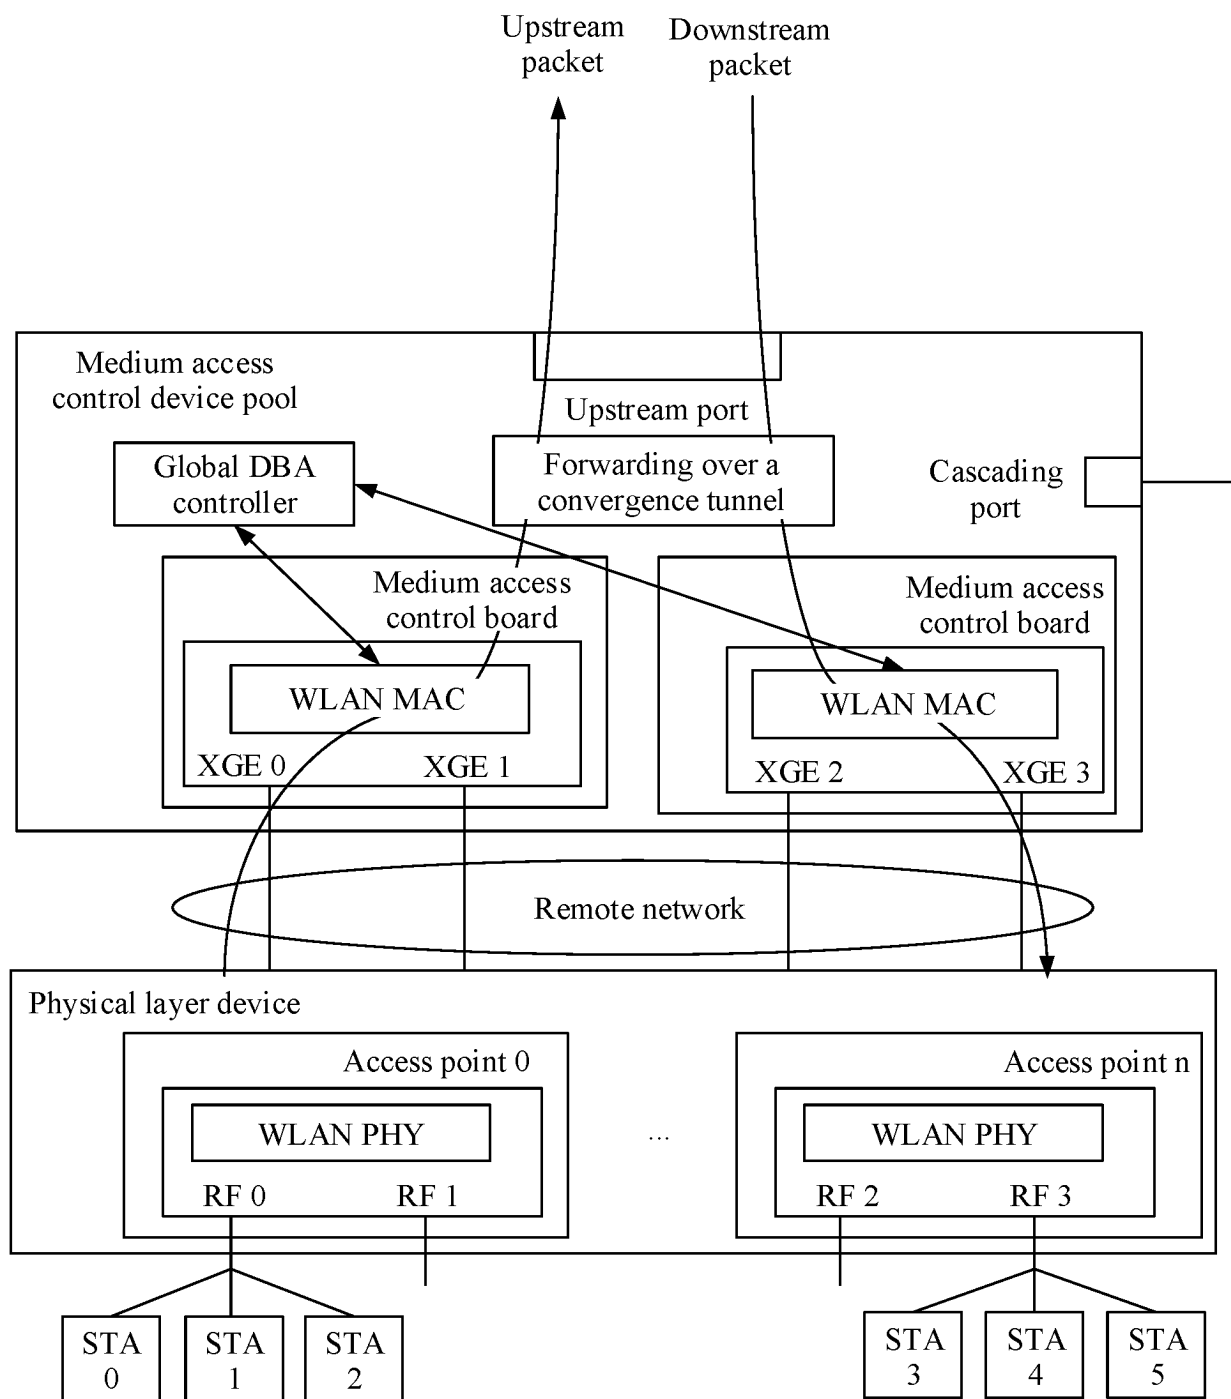 Upstream
packet
Downstream
packet
Medium access
control device pool
Upstream port
Global DBA
controller
Forwarding over a
convergence tunnel
Cascading
port
Medium access
control board
Medium access
control board
WLAN MAC
WLAN MAC
XGE 0
XGE 1
XGE 2
XGE 3
Remote network
Physical layer device
Access point 0
Access point n
WLAN PHY
...
WLAN PHY
RF 0
RF 1
RF 2
RF 3
STA
0
STA
1
STA
2
STA
3
STA
4
STA
5